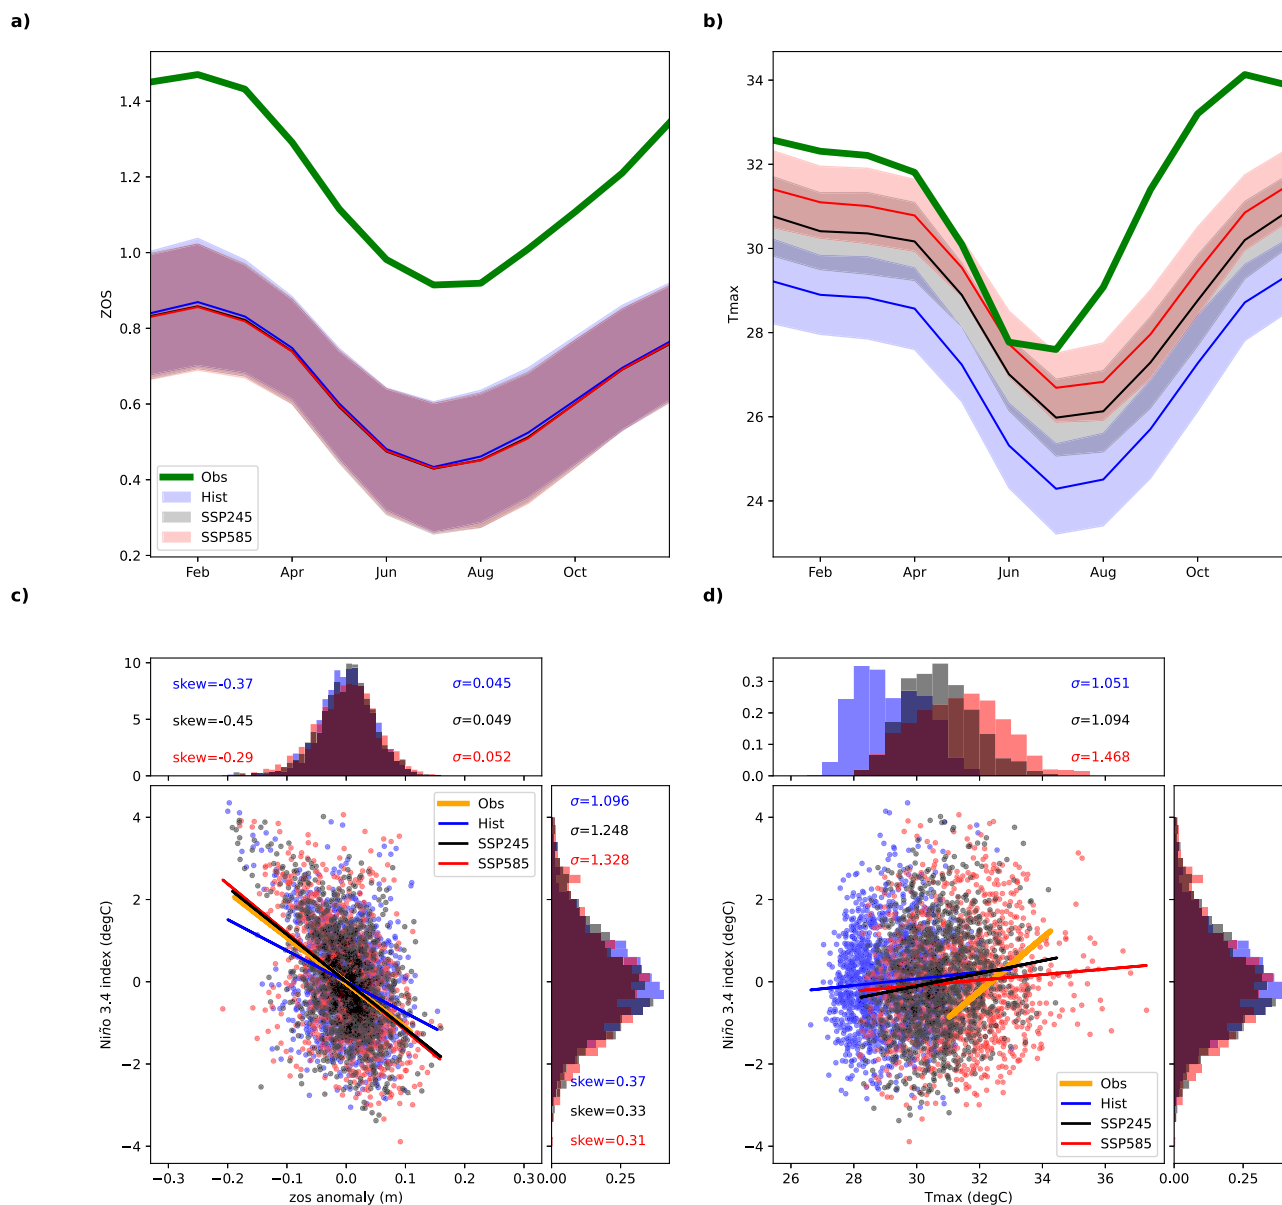 a)
b)
1.4
1.2
1.0
0.8
0.6
0.4
0.2
ZOS
Feb
Apr
Jun
Aug
Oct
Obs
Hist
SSP245
SSP585
34
32
30
28
26
24
Tmax
Feb
Apr
Jun
Aug
Oct
c)
d)
10
5
0
skew=-0.37
skew=-0.45
skew=-0.29
σ=0.045
σ=0.049
σ=0.052
4
2
0
−2
−4
Niño 3.4 index (degC)
Obs
Hist
SSP245
SSP585
−0.3
−0.2
−0.1
0.0
0.1
0.2
0.3
zos anomaly (m)
σ=1.096
σ=1.248
σ=1.328
skew=0.37
skew=0.33
skew=0.31
0.00
0.25
0.3
0.2
0.1
0.0
σ=1.051
σ=1.094
σ=1.468
4
2
0
−2
−4
Niño 3.4 index (degC)
Obs
Hist
SSP245
SSP585
26
28
30
32
34
36
Tmax (degC)
0.00
0.25